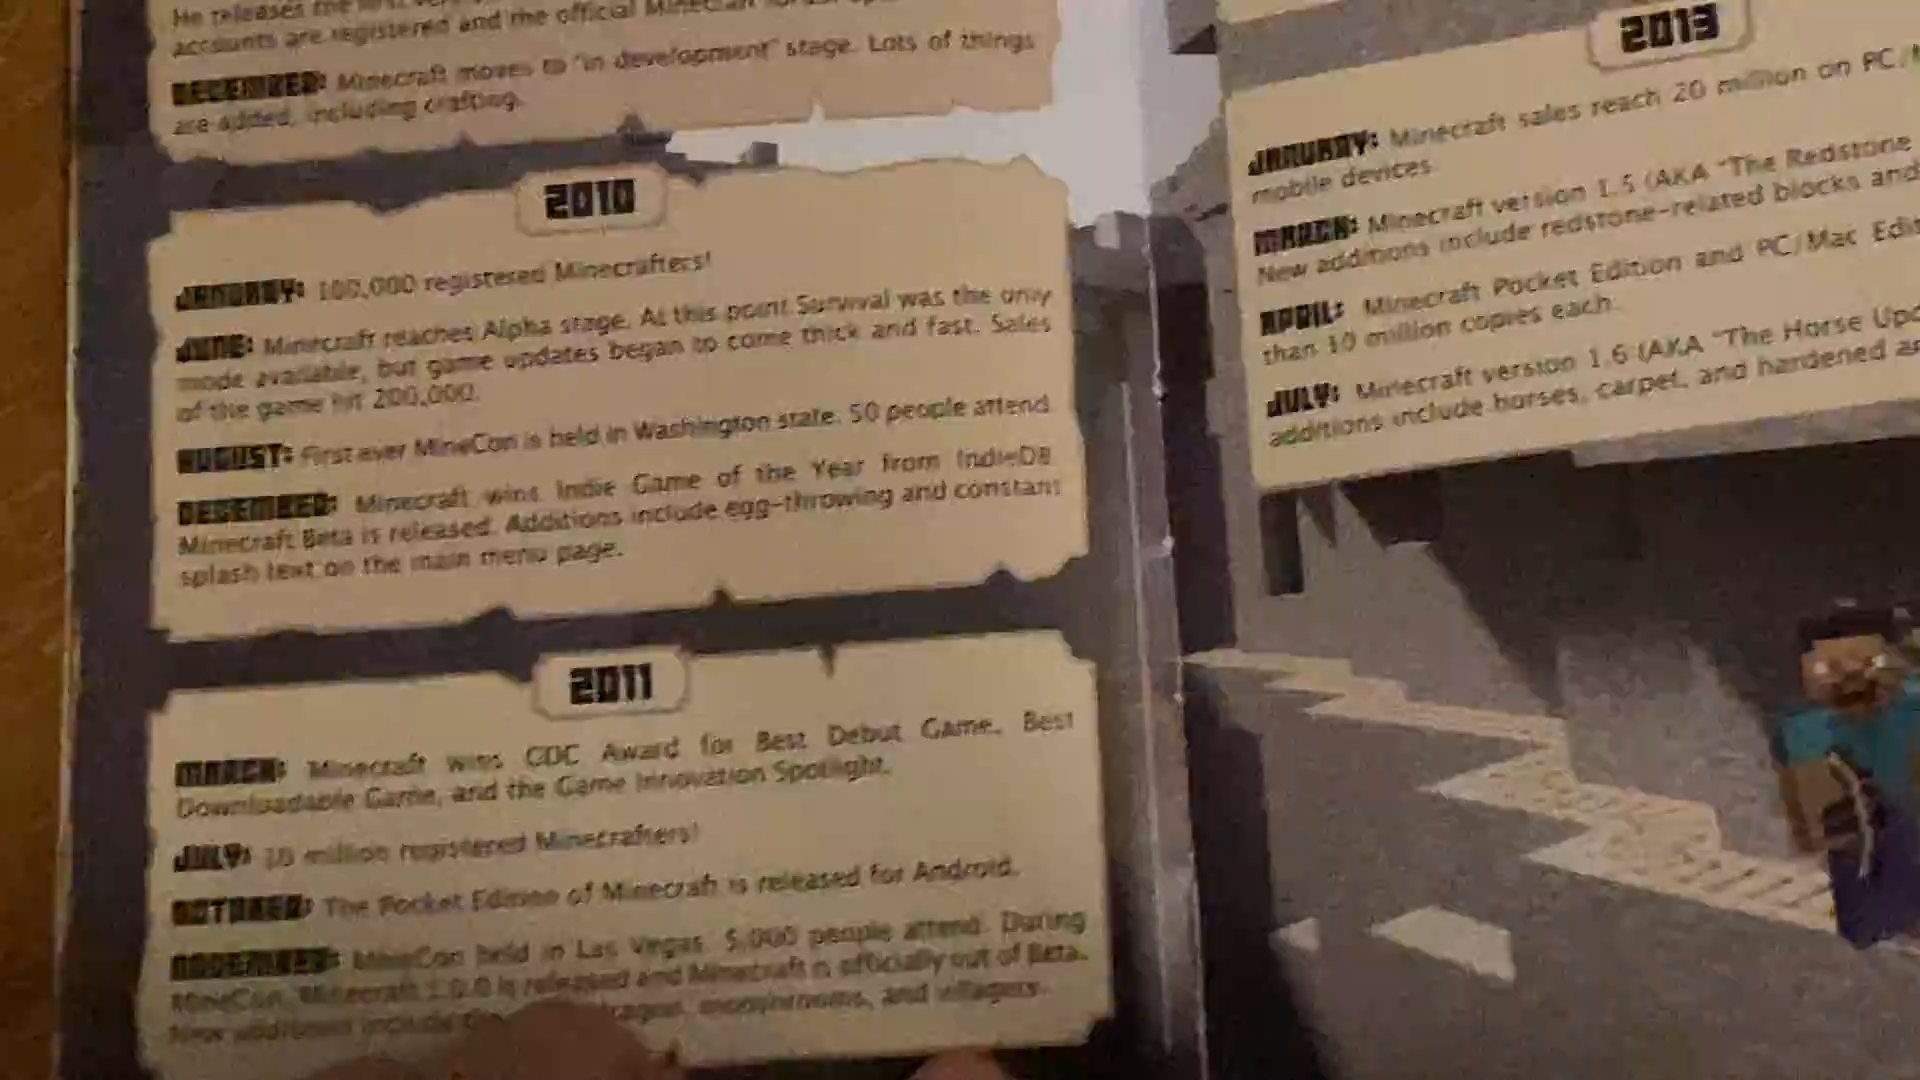 He releases the first
accounts are registered and the official Minecraft
DECEMBER: Minecraft moves to "in development" stage. Lots of things
are added, including crafting.
2010
JANUARY: 100,000 registered Minecrafters!
JUNE: Minecraft reaches Alpha stage. At this point Survival was the only
mode available, but game updates began to come thick and fast. Sales
of the game hit 200,000.
AUGUST: First ever MineCon is held in Washington state. 50 people attend.
DECEMBER: Minecraft wins Indie Game of the Year from IndieDB
Minecraft Beta is released. Additions include egg-throwing and constant
splash text on the main menu page.
2011
MARCH: Minecraft wins GDC Award for Best Debut Game, Best
Downloadable Game, and the Game Innovation Spotlight.
JULY: 10 million registered Minecrafters!
OCTOBER: The Pocket Edition of Minecraft is released for Android.
NOVEMBER: MineCon held in Las Vegas. 5,000 people attend. During
MineCon, Minecraft 1.0.0 is released and Minecraft is officially out of Beta.
New additions include the dragon, mooshrooms, and villagers.
2013
JANUARY: Minecraft sales reach 20 million on PC/
mobile devices.
MARCH: Minecraft version 1.5 (AKA "The Redstone
New additions include redstone-related blocks and
APRIL: Minecraft Pocket Edition and PC/Mac
than 10 million copies each.
JULY: Minecraft version 1.6 (AKA "The Horse
additions include horses, carpet, and hardened